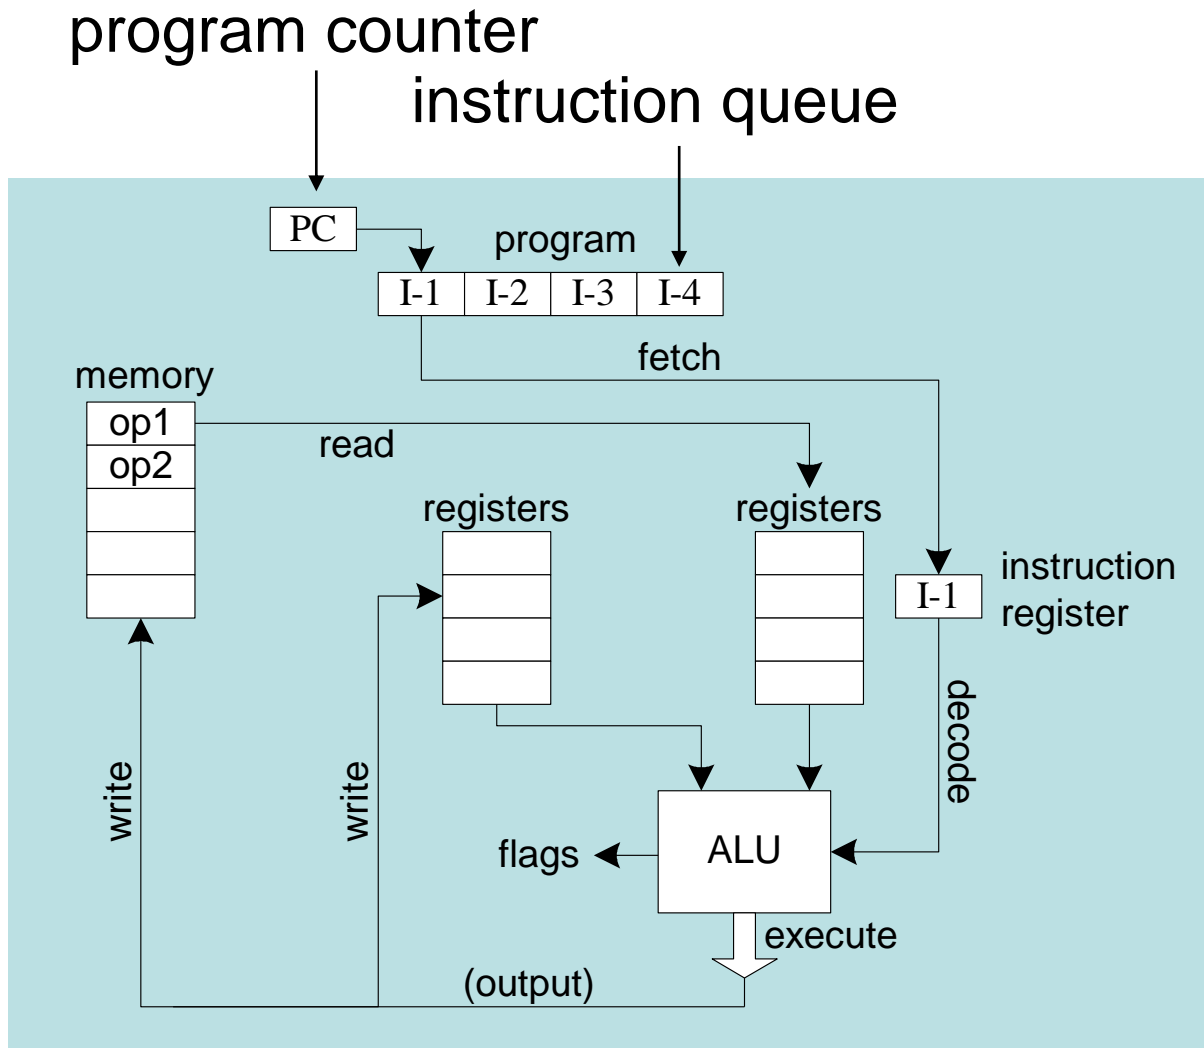 program counter
instruction queue
PC
program
I-1 I-2 I-3 I-4
fetch
memory
op1
op2
read
registers
registers
I-1
instruction
register
decode
write
write
flags
ALU
execute
(output)